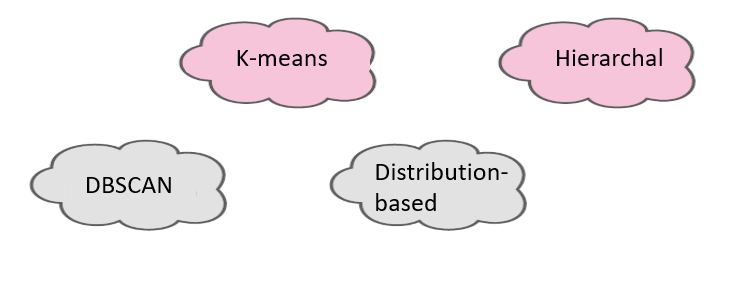 K-means
Hierarchal
DBSCAN
Distribution-
based